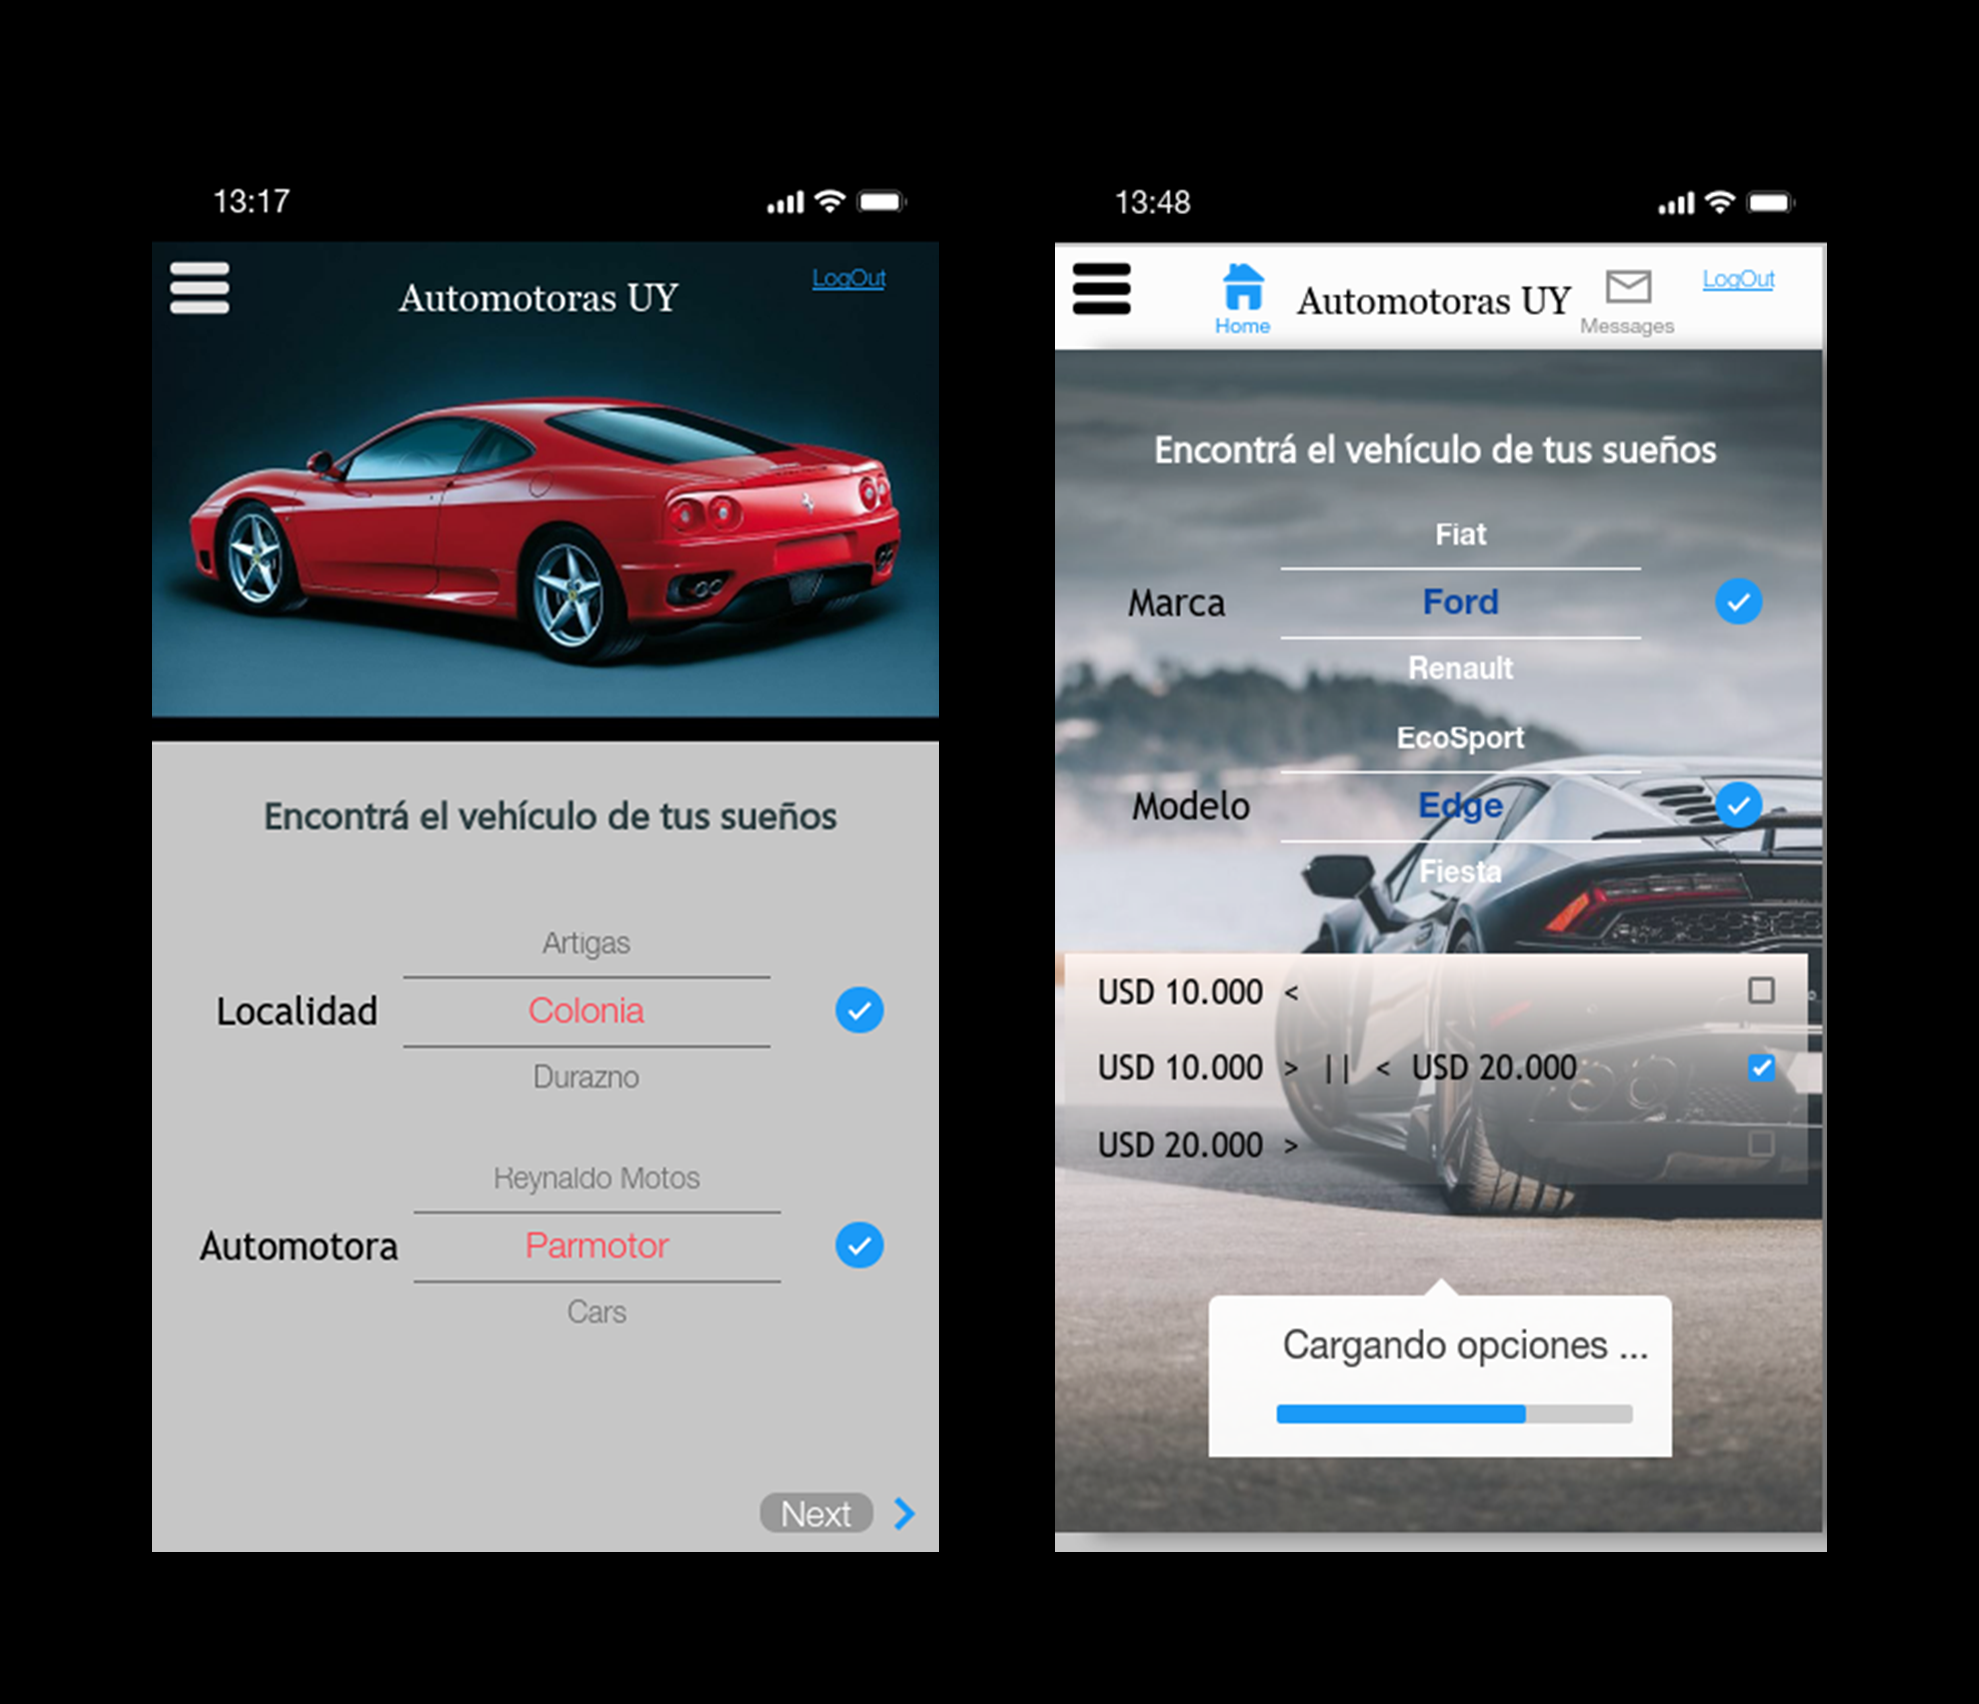 13:17
LogOut
Automotoras UY
Encontrá el vehículo de tus sueños
Artigas
Localidad Colonia
Durazno
Reynaldo Motos
Automotora Parmotor
Cars
Next
13:48
Home Automotoras UY Messages LogOut
Encontrá el vehículo de tus sueños
Fiat
Marca Ford
Renault
EcoSport
Modelo Edge
Fiesta
USD 10.000 <
USD 10.000 > || < USD 20.000
USD 20.000 >
Cargando opciones ...